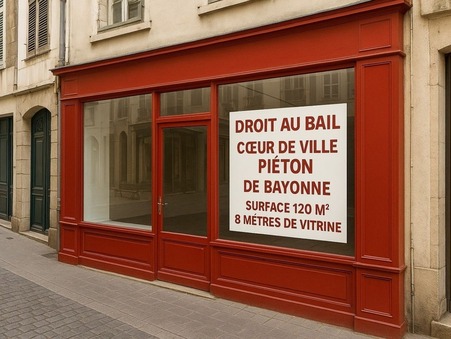 DROIT AU BAIL
CŒUR DE VILLE
PIÉTON
DE BAYONNE
SURFACE 120 M²
8 MÉTRES DE VITRINE